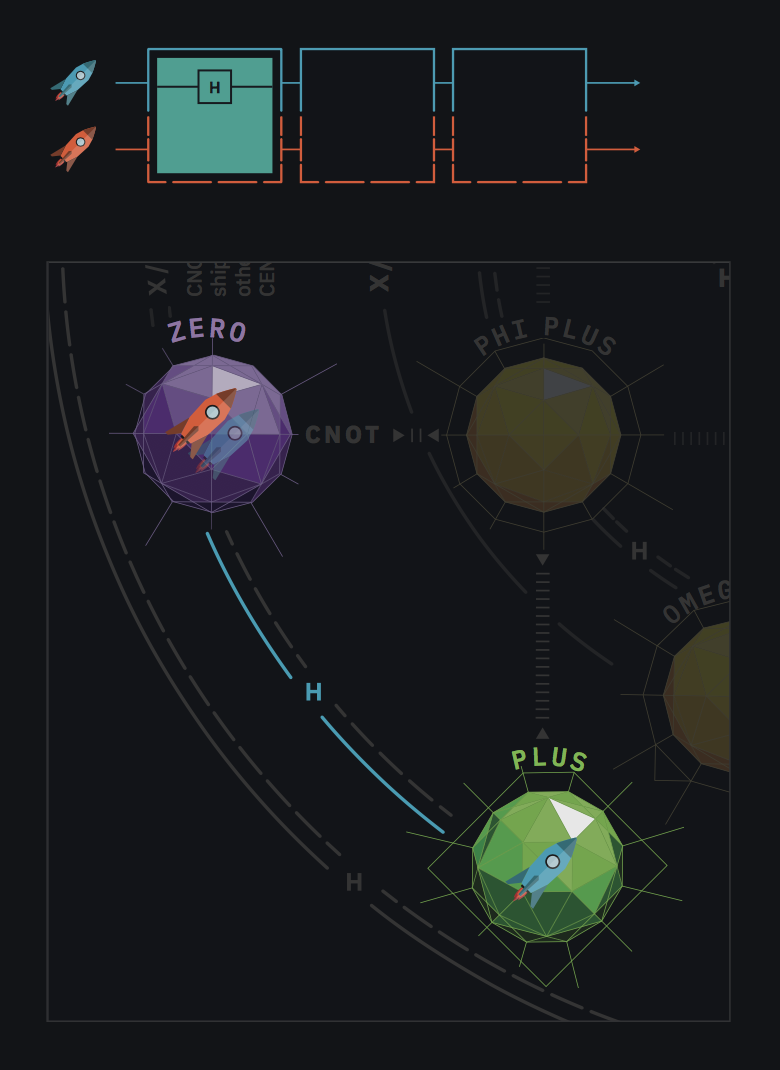 H
X/
CNO
ship
othe
CEN
X/
H
ZERO
PHI PLUS
CNOT
H
OMEG
H
PLUS
H